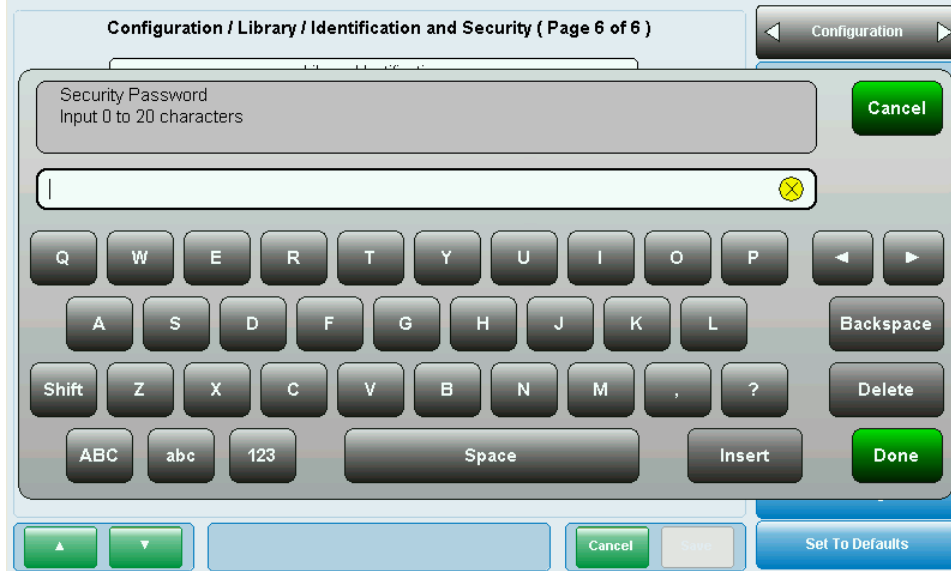 Configuration / Library / Identification and Security ( Page 6 of 6 )
Configuration
Security Password
Input 0 to 20 characters
Cancel
Q W E R T Y U I O P
A S D F G H J K L Backspace
Shift Z X C V B N M , ? Delete
ABC abc 123 Space Insert Done
Cancel Save Set To Defaults